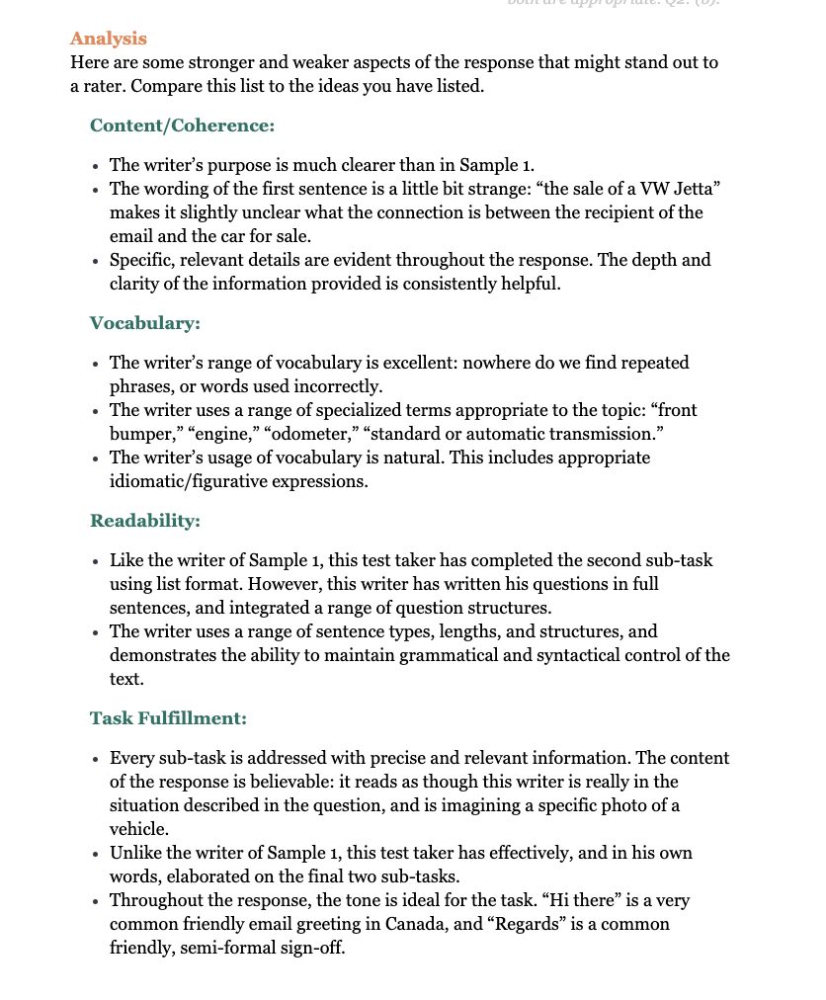 both are appropriate. Q2: (b).
Analysis
Here are some stronger and weaker aspects of the response that might stand out to
a rater. Compare this list to the ideas you have listed.
Content/Coherence:
• The writer’s purpose is much clearer than in Sample 1.
• The wording of the first sentence is a little bit strange: “the sale of a VW Jetta”
makes it slightly unclear what the connection is between the recipient of the
email and the car for sale.
• Specific, relevant details are evident throughout the response. The depth and
clarity of the information provided is consistently helpful.
Vocabulary:
• The writer’s range of vocabulary is excellent: nowhere do we find repeated
phrases, or words used incorrectly.
• The writer uses a range of specialized terms appropriate to the topic: “front
bumper,” “engine,” “odometer,” “standard or automatic transmission.”
• The writer’s usage of vocabulary is natural. This includes appropriate
idiomatic/figurative expressions.
Readability:
• Like the writer of Sample 1, this test taker has completed the second sub-task
using list format. However, this writer has written his questions in full
sentences, and integrated a range of question structures.
• The writer uses a range of sentence types, lengths, and structures, and
demonstrates the ability to maintain grammatical and syntactical control of the
text.
Task Fulfillment:
• Every sub-task is addressed with precise and relevant information. The content
of the response is believable: it reads as though this writer is really in the
situation described in the question, and is imagining a specific photo of a
vehicle.
• Unlike the writer of Sample 1, this test taker has effectively, and in his own
words, elaborated on the final two sub-tasks.
• Throughout the response, the tone is ideal for the task. “Hi there” is a very
common friendly email greeting in Canada, and “Regards” is a common
friendly, semi-formal sign-off.